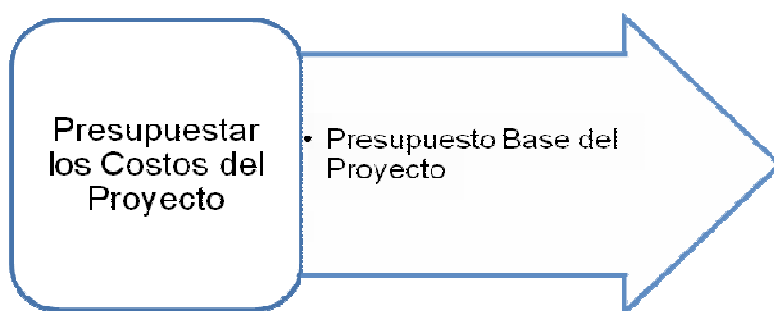 Presupuestar
los Costos del
Proyecto
• Presupuesto Base del
Proyecto